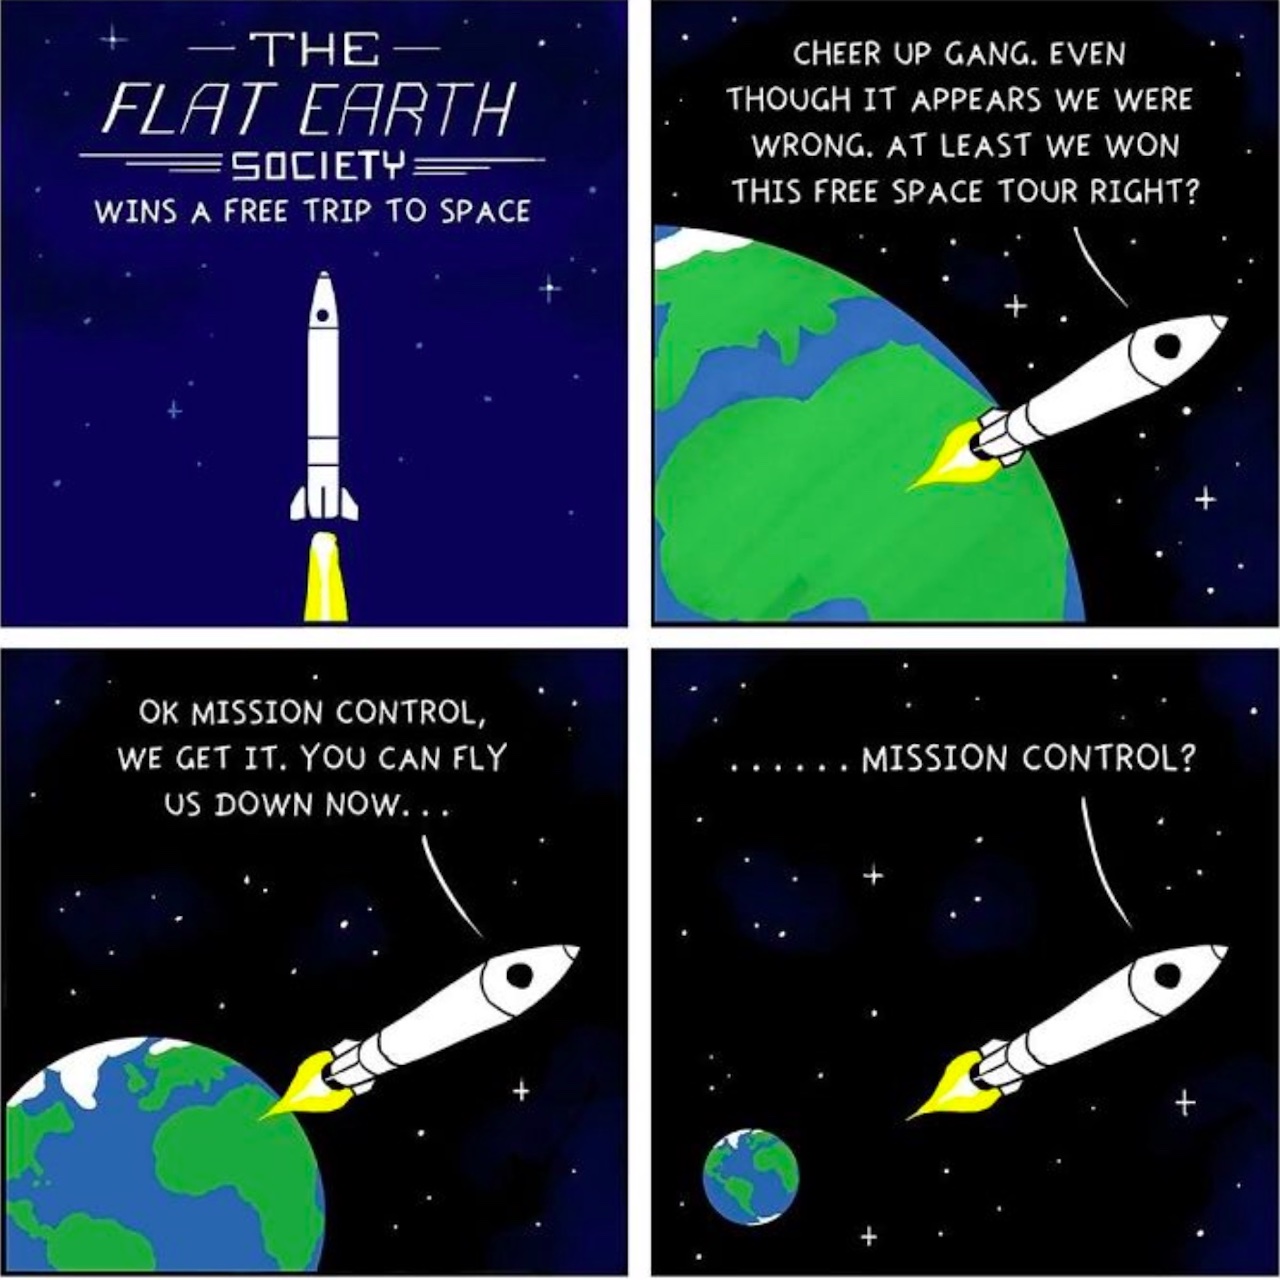 THE
FLAT EARTH
SOCIETY
WINS A FREE TRIP TO SPACE
CHEER UP GANG. EVEN
THOUGH IT APPEARS WE WERE
WRONG. AT LEAST WE WON
THIS FREE SPACE TOUR RIGHT?
OK MISSION CONTROL,
WE GET IT. YOU CAN FLY
US DOWN NOW...
......MISSION CONTROL?